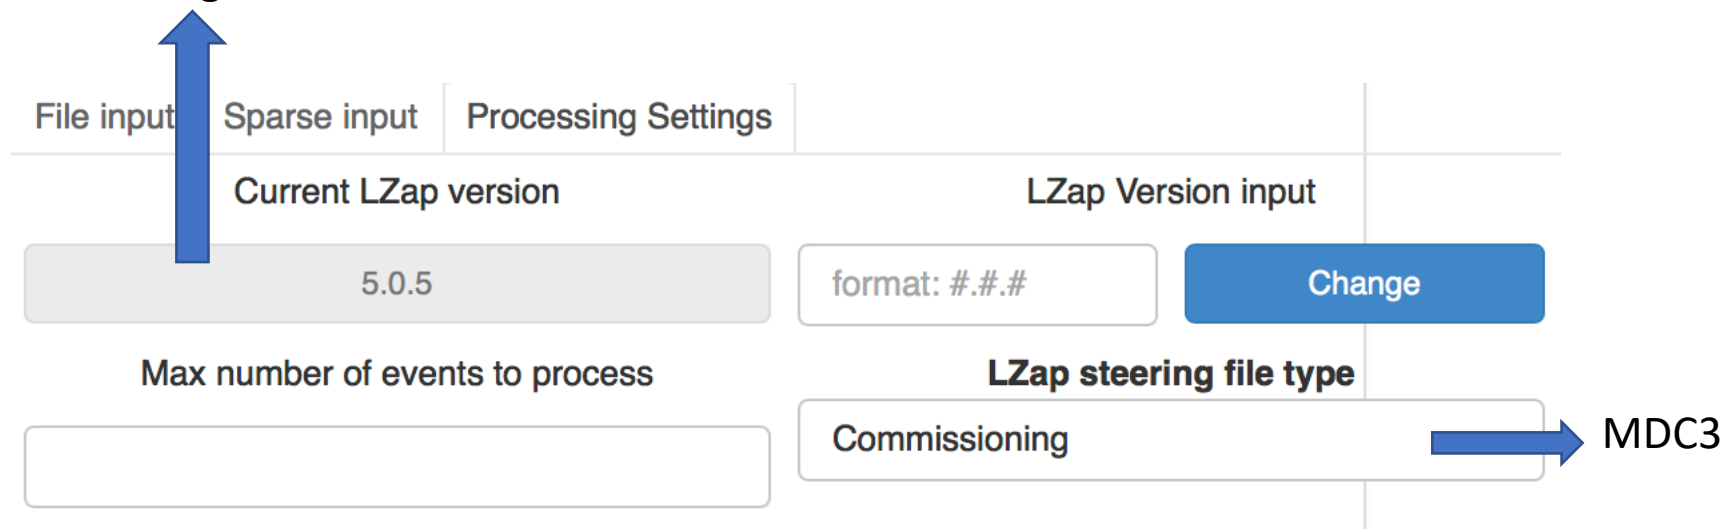 File input Sparse input Processing Settings
Current LZap version LZap Version input
5.0.5 format: #.#.# Change
Max number of events to process LZap steering file type
Commissioning MDC3